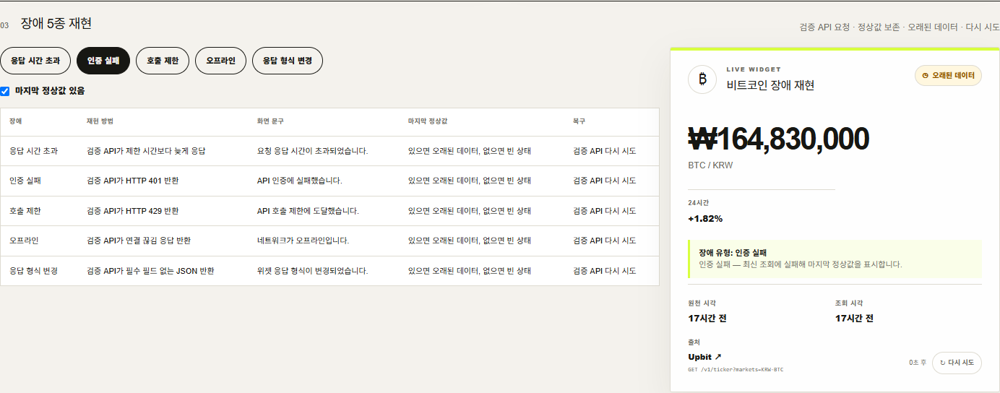 03 장애 5종 재현
검증 API 요청 · 정상값 보존 · 오래된 데이터 · 다시 시도
응답 시간 초과 인증 실패 호출 제한 오프라인 응답 형식 변경
마지막 정상값 있음
장애 재현 방법 화면 문구 마지막 정상값 복구
응답 시간 초과 검증 API가 제한 시간보다 늦게 응답 요청 응답 시간이 초과되었습니다. 있으면 오래된 데이터, 없으면 빈 상태 검증 API 다시 시도
인증 실패 검증 API가 HTTP 401 반환 API 인증에 실패했습니다. 있으면 오래된 데이터, 없으면 빈 상태 검증 API 다시 시도
호출 제한 검증 API가 HTTP 429 반환 API 호출 제한에 도달했습니다. 있으면 오래된 데이터, 없으면 빈 상태 검증 API 다시 시도
오프라인 검증 API가 연결 끊김 응답 반환 네트워크가 오프라인입니다. 있으면 오래된 데이터, 없으면 빈 상태 검증 API 다시 시도
응답 형식 변경 검증 API가 필수 필드 없는 JSON 반환 위젯 응답 형식이 변경되었습니다. 있으면 오래된 데이터, 없으면 빈 상태 검증 API 다시 시도
₿
LIVE WIDGET
비트코인 장애 재현
오래된 데이터
₩164,830,000
BTC / KRW
24시간
+1.82%
장애 유형: 인증 실패
인증 실패 — 최신 조회에 실패해 마지막 정상값을 표시합니다.
원천 시각 조회 시각
17시간 전 17시간 전
출처
Upbit ↗
GET /v1/ticker?markets=KRW-BTC
0초 후 ↻ 다시 시도